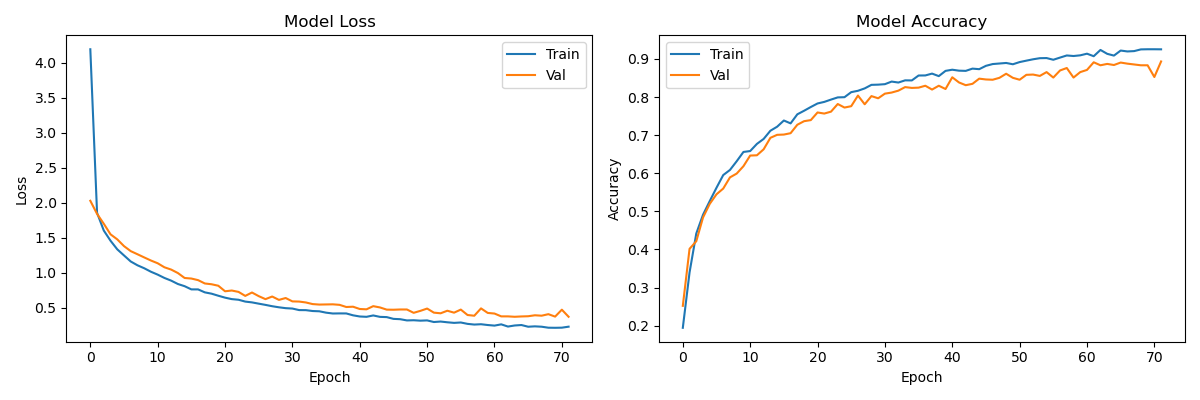 Model Loss
Train
Val
4.0
3.5
3.0
2.5
2.0
1.5
1.0
0.5
Loss
0 10 20 30 40 50 60 70
Epoch
Model Accuracy
Train
Val
0.9
0.8
0.7
0.6
0.5
0.4
0.3
0.2
Accuracy
0 10 20 30 40 50 60 70
Epoch